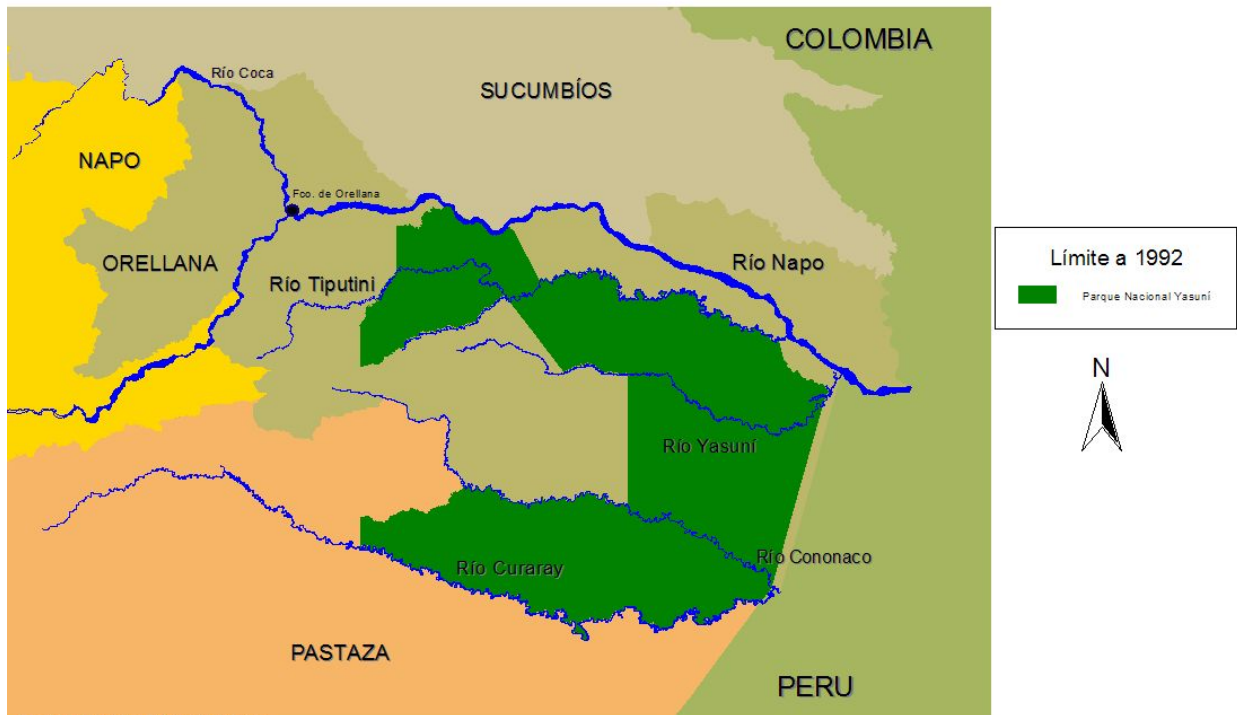 COLOMBIA
Río Coca
SUCUMBÍOS
NAPO
Fco. de Orellana
ORELLANA
Río Tiputini
Río Napo
Río Yasuní
Río Cononaco
Río Curaray
PASTAZA
PERU
Límite a 1992
Parque Nacional Yasuní
N